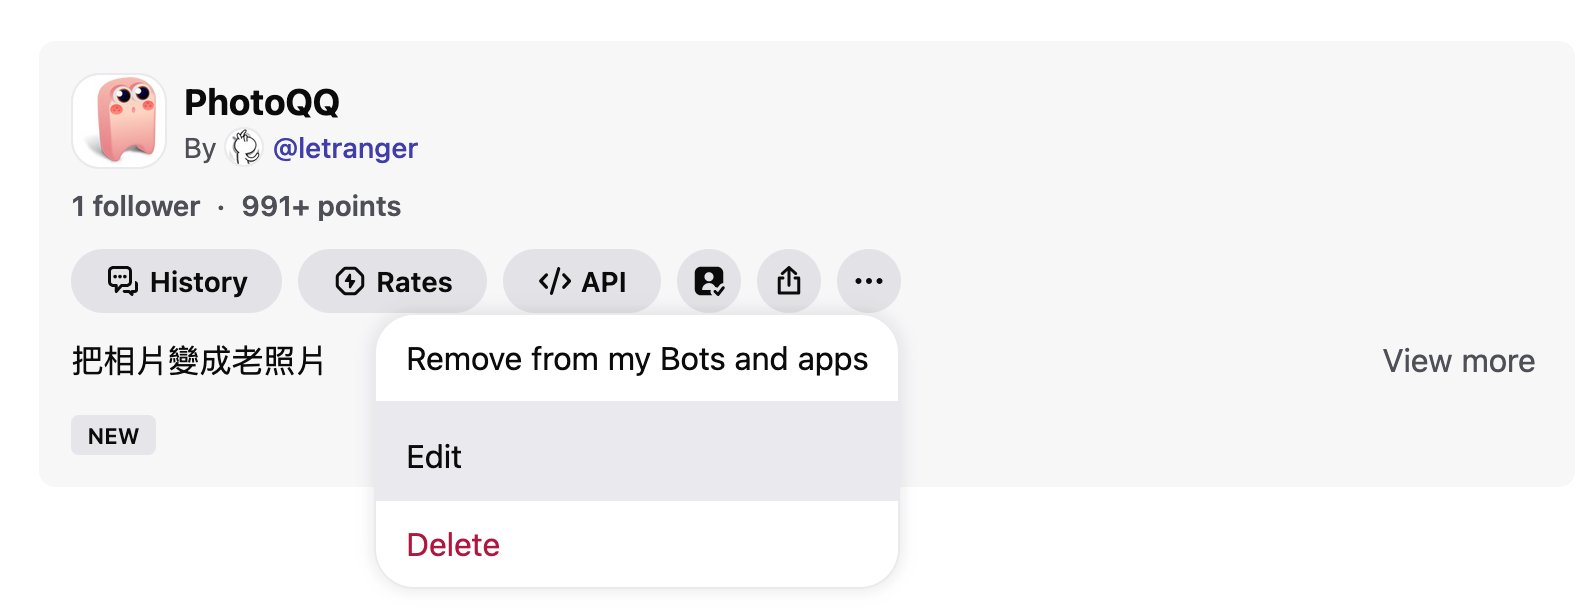 PhotoQQ
By @letranger
1 follower · 991+ points
History Rates </> API
把相片變成老照片
View more
NEW
Remove from my Bots and apps
Edit
Delete